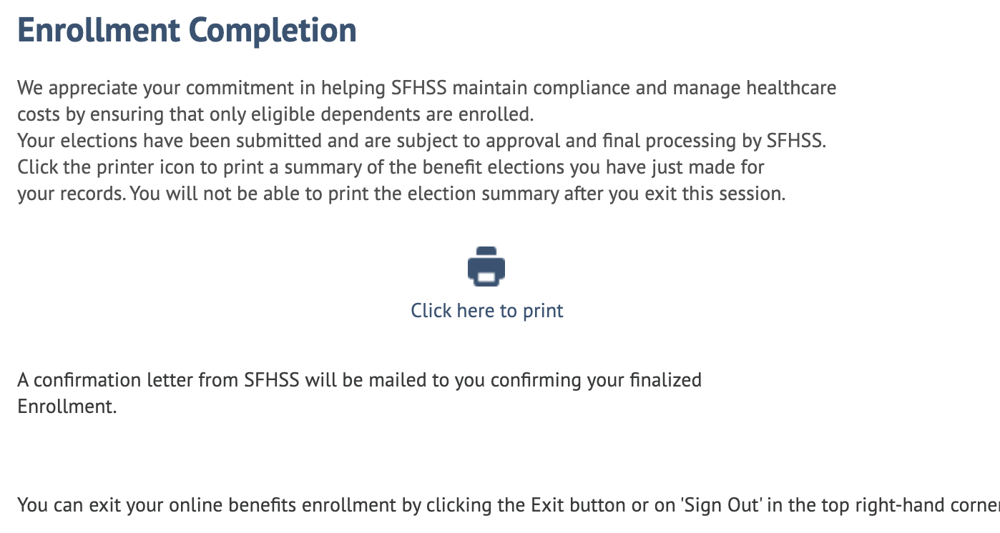 Enrollment Completion
We appreciate your commitment in helping SFHSS maintain compliance and manage healthcare
costs by ensuring that only eligible dependents are enrolled.
Your elections have been submitted and are subject to approval and final processing by SFHSS.
Click the printer icon to print a summary of the benefit elections you have just made for
your records. You will not be able to print the election summary after you exit this session.
Click here to print
A confirmation letter from SFHSS will be mailed to you confirming your finalized
Enrollment.
You can exit your online benefits enrollment by clicking the Exit button or on 'Sign Out' in the top right-hand corner